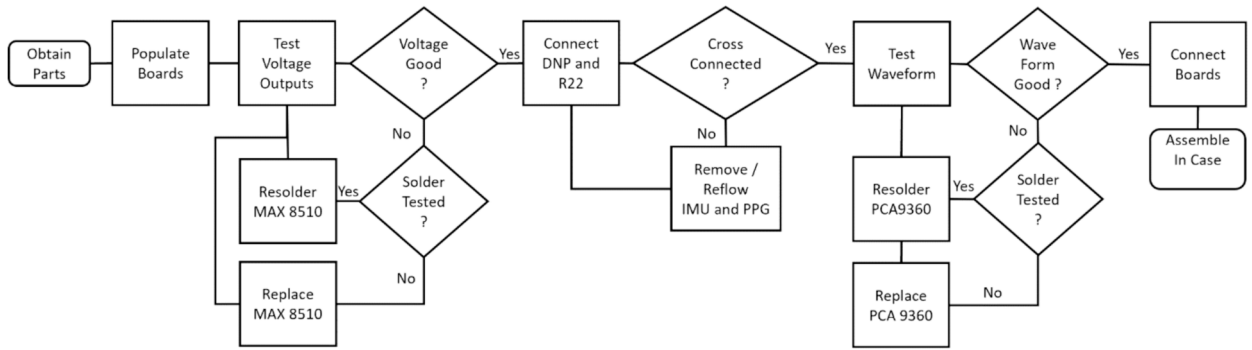 Obtain
Parts
Populate
Boards
Test
Voltage
Outputs
Voltage
Good
?
Yes
No
Solder
Tested
?
Yes
No
Resolder
MAX 8510
Replace
MAX 8510
Connect
DNP and
R22
Cross
Connected
?
Yes
No
Remove /
Reflow
IMU and PPG
Test
Waveform
Wave
Form
Good ?
Yes
No
Solder
Tested
?
Yes
No
Resolder
PCA9360
Replace
PCA 9360
Connect
Boards
Assemble
In Case